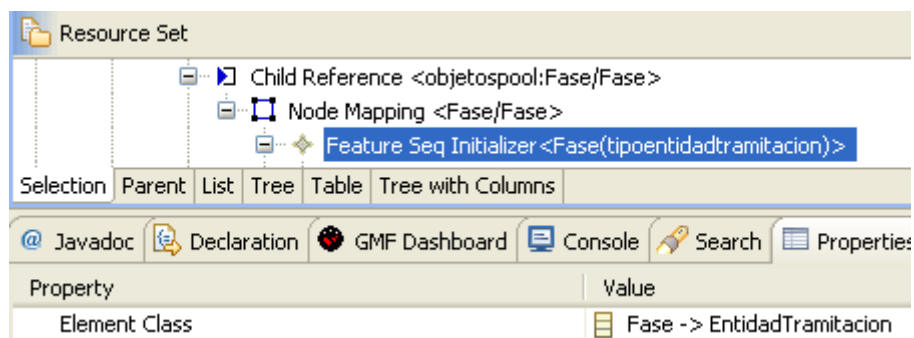 Resource Set
Child Reference <objetospool:Fase/Fase>
Node Mapping <Fase/Fase>
Feature Seq Initializer<Fase(tipoentidadtramitacion)>
Selection Parent List Tree Table Tree with Columns
@ Javadoc Declaration GMF Dashboard Console Search Properties
Property Value
Element Class Fase -> EntidadTramitacion